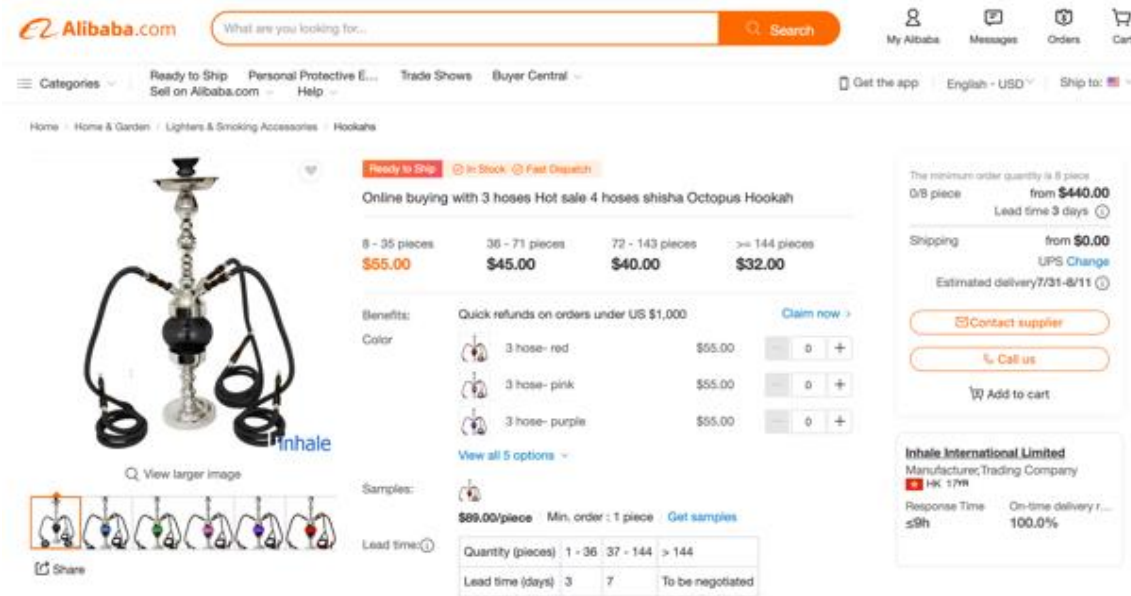 Alibaba.com
What are you looking for...
Search
My Alibaba
Messages
Orders
Cart
Categories
Ready to Ship Personal Protective E... Trade Shows Buyer Central
Sell on Alibaba.com Help
Get the app English - USD Ship to:
Home Home & Garden / Lighters & Smoking Accessories Hookahs
Ready to Ship In Stock Fast Dispatch
Online buying with 3 hoses Hot sale 4 hoses shisha Octopus Hookah
8 - 35 pieces 36 - 71 pieces 72 - 143 pieces >= 144 pieces
$55.00 $45.00 $40.00 $32.00
Benefits: Quick refunds on orders under US $1,000 Claim now >
Color
3 hose- red $55.00 0 +
3 hose- pink $55.00 0 +
3 hose- purple $55.00 0 +
View all 5 options
Inhale
View larger image
Share
Samples:
$89.00/piece Min. order : 1 piece Get samples
Lead time:
Quantity (pieces) 1 - 36 37 - 144 > 144
Lead time (days) 3 7 To be negotiated
The minimum order quantity is 8 piece
0/8 piece from $440.00
Lead time 3 days
Shipping from $0.00
UPS Change
Estimated delivery7/31-8/11
Contact supplier
Call us
Add to cart
Inhale International Limited
Manufacturer,Trading Company
HK 17YR
Response Time On-time delivery r...
≤9h 100.0%